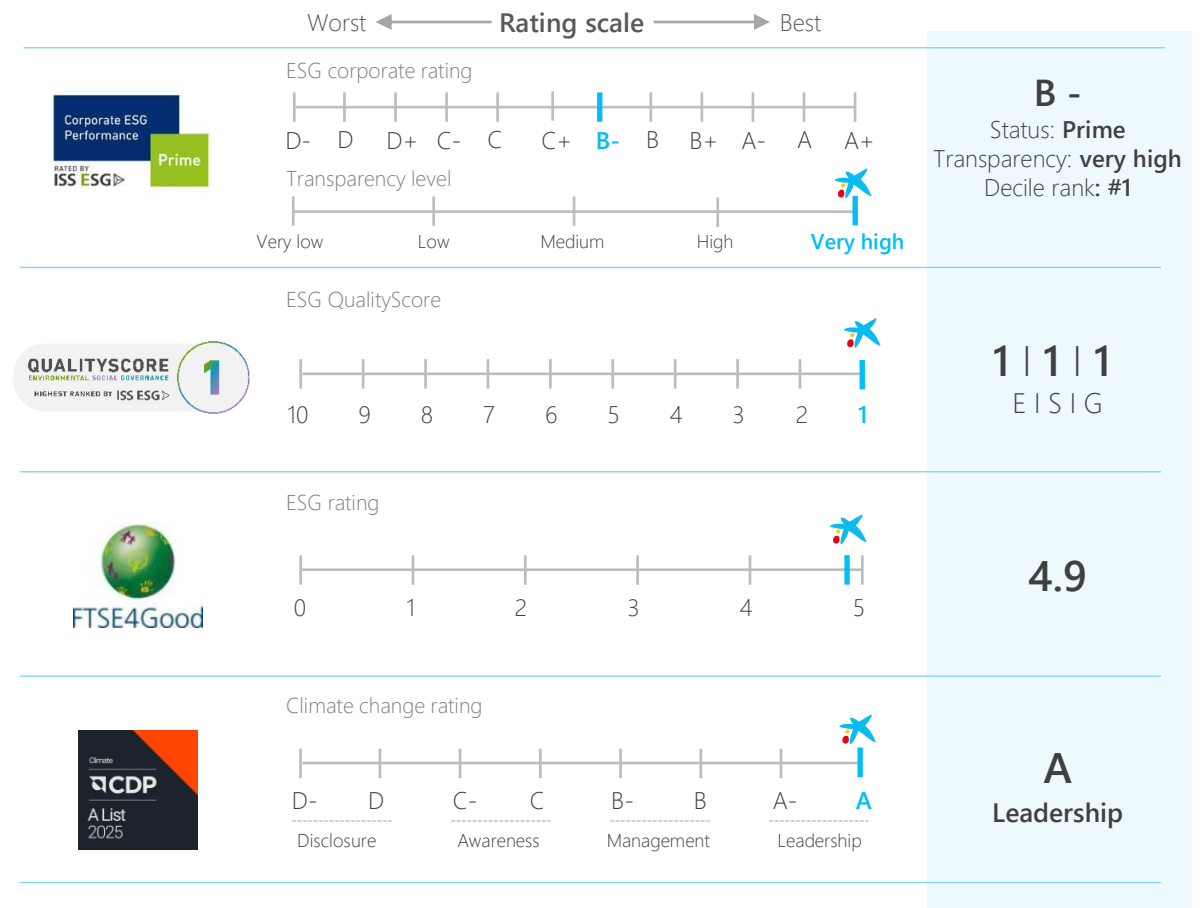 Worst Rating scale Best
ESG corporate rating
Corporate ESG
Performance
Prime
RATED BY
ISS ESG
D- D D+ C- C C+ B- B B+ A- A A+
Transparency level
Very low Low Medium High Very high
B -
Status: Prime
Transparency: very high
Decile rank: #1
ESG QualityScore
QUALITYSCORE
ENVIRONMENTAL SOCIAL GOVERNANCE
HIGHEST RANKED BY ISS ESG
1
10 9 8 7 6 5 4 3 2 1
1 | 1 | 1
E I S I G
ESG rating
FTSE4Good
0 1 2 3 4 5
4.9
Climate change rating
Climate
CDP
A List
2025
D- D C- C B- B A- A
Disclosure Awareness Management Leadership
A
Leadership